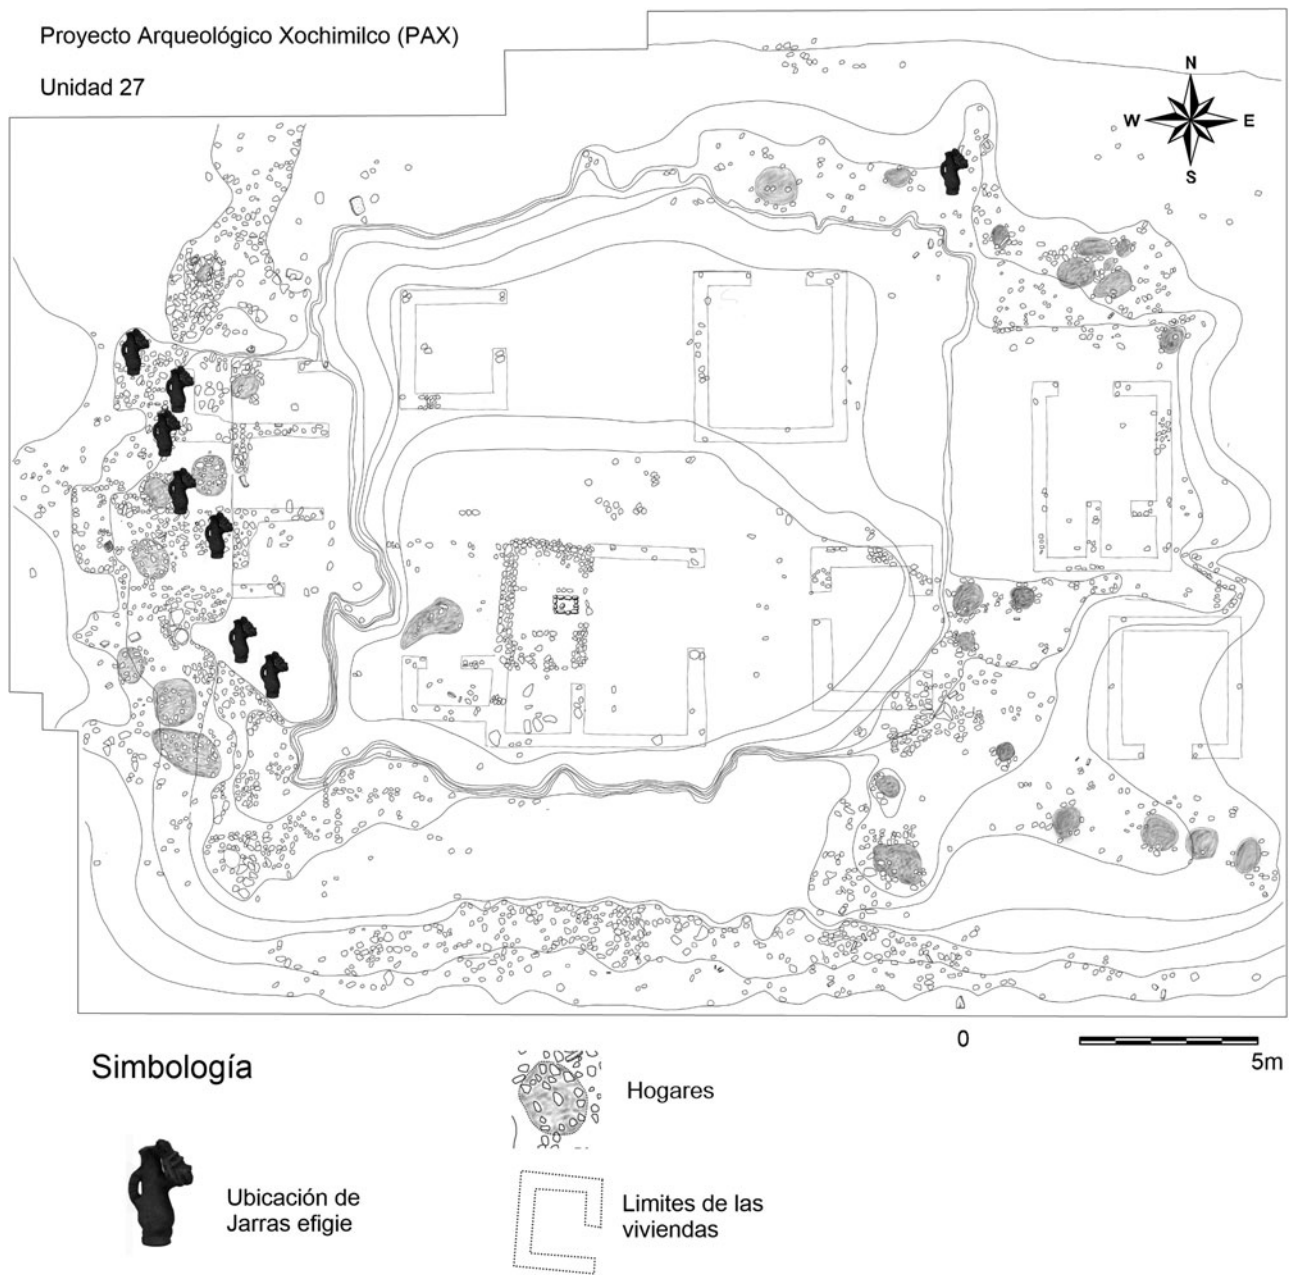 Proyecto Arqueológico Xochimilco (PAX)
Unidad 27
N
W E
S
0
5m
Simbología
Hogares
Ubicación de
Jarras efigie
Limites de las
viviendas